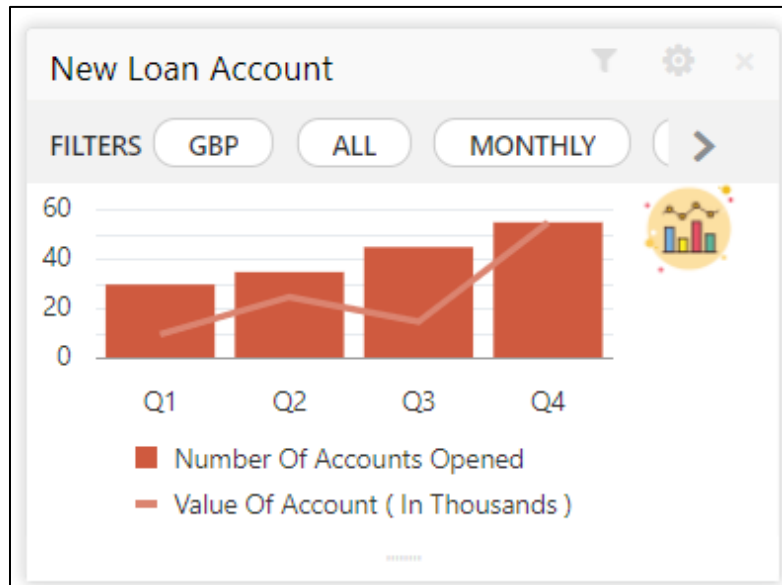 New Loan Account
FILTERS GBP ALL MONTHLY
60
40
20
0
Q1 Q2 Q3 Q4
Number Of Accounts Opened
Value Of Account ( In Thousands )